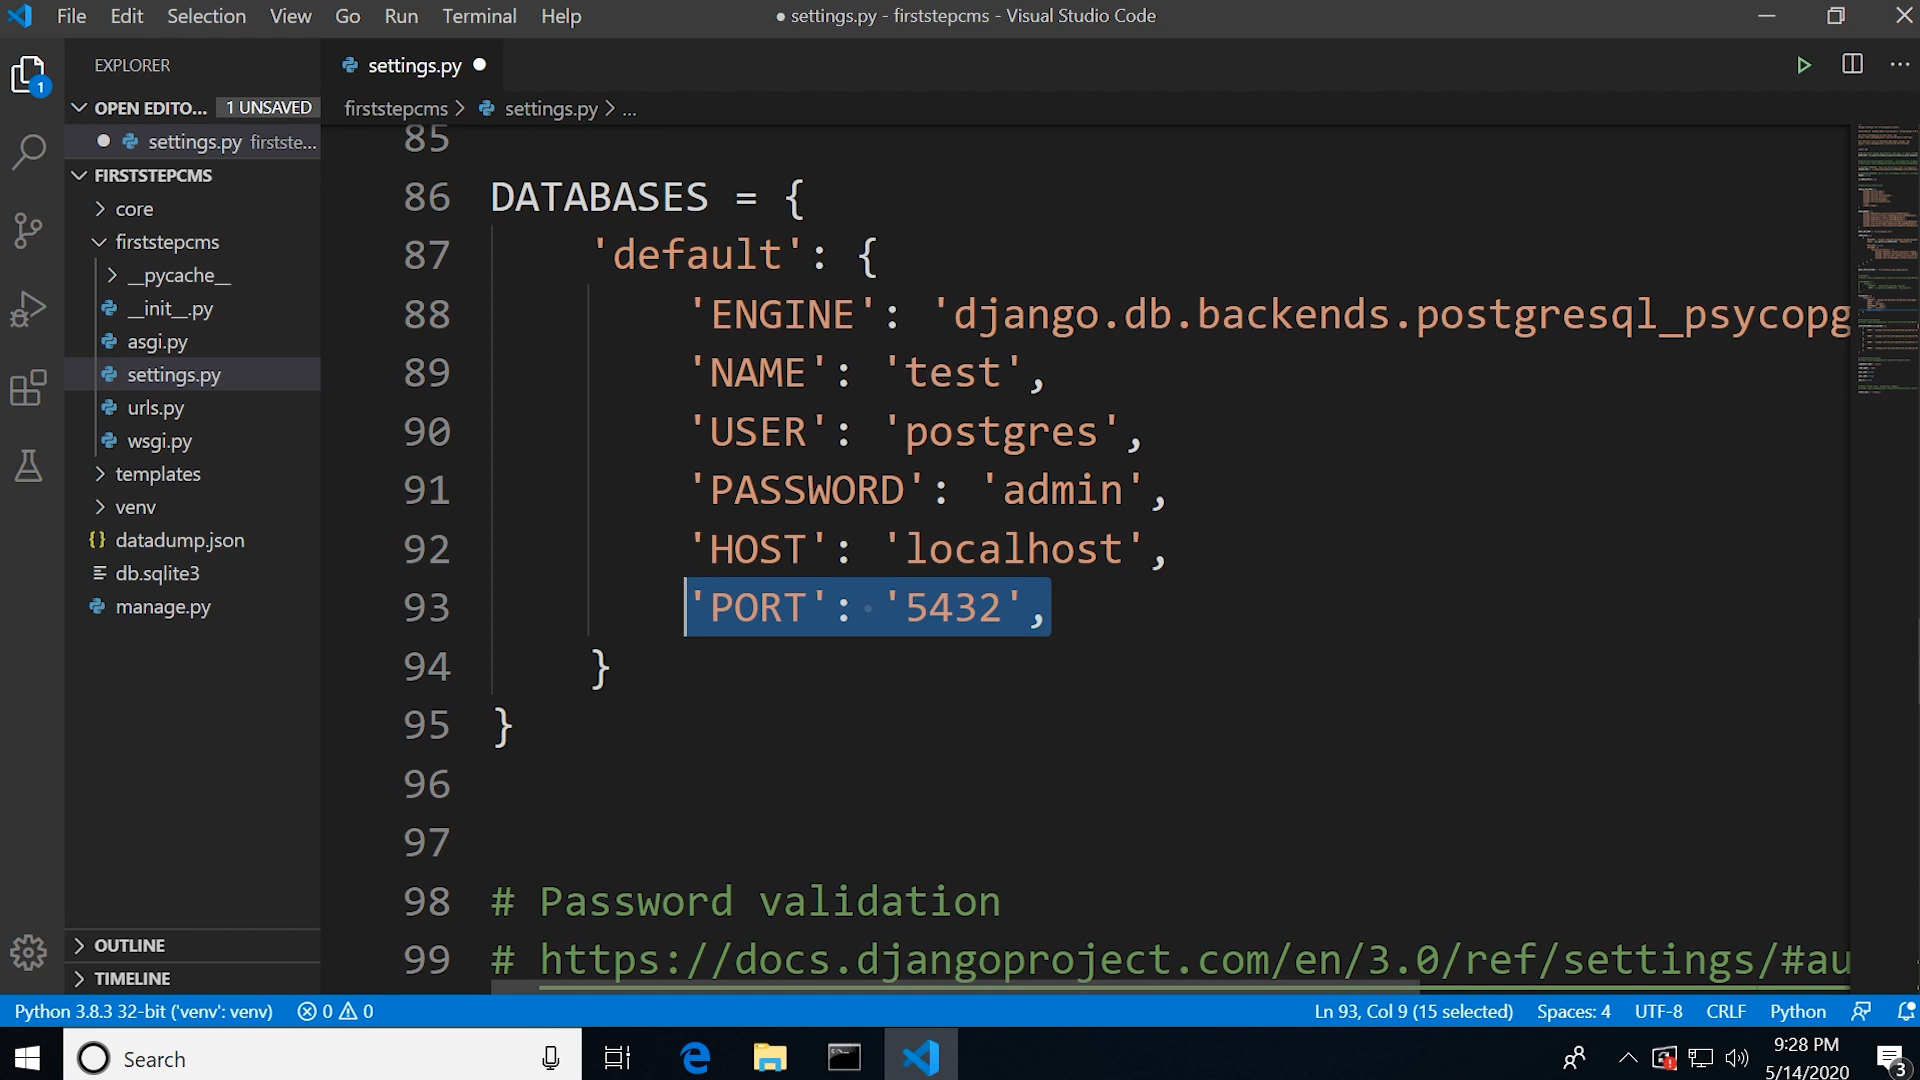 File Edit Selection View Go Run Terminal Help
● settings.py - firststepcms - Visual Studio Code
EXPLORER
1
OPEN EDITO... 1 UNSAVED
settings.py firstste...
FIRSTSTEPCMS
core
firststepcms
__pycache__
__init__.py
asgi.py
settings.py
urls.py
wsgi.py
templates
venv
datadump.json
db.sqlite3
manage.py
OUTLINE
TIMELINE
settings.py
firststepcms > settings.py > ...
85
86 DATABASES = {
87 'default': {
88 'ENGINE': 'django.db.backends.postgresql_psycopg
89 'NAME': 'test',
90 'USER': 'postgres',
91 'PASSWORD': 'admin',
92 'HOST': 'localhost',
93 'PORT': '5432',
94 }
95 }
96
97
98 # Password validation
99 # https://docs.djangoproject.com/en/3.0/ref/settings/#au
Python 3.8.3 32-bit ('venv': venv) 0 0 Ln 93, Col 9 (15 selected) Spaces: 4 UTF-8 CRLF Python
Search
9:28 PM
5/14/2020
3